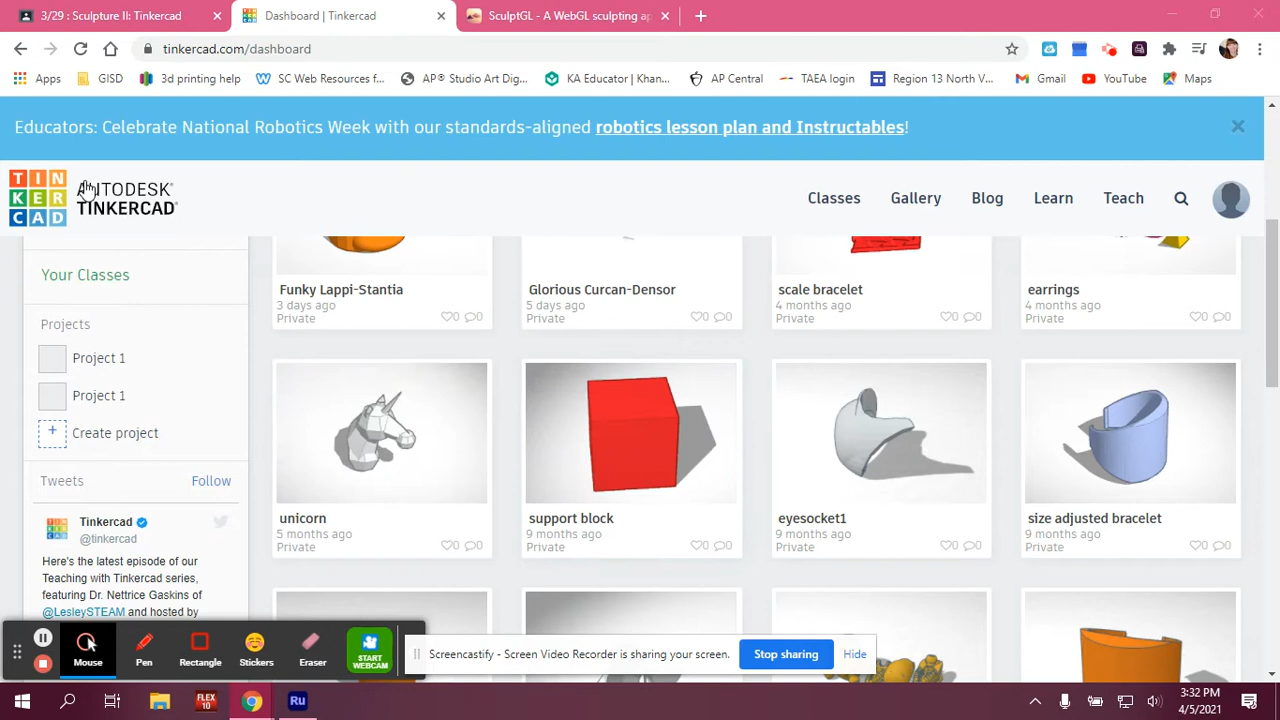 3/29 : Sculpture II: Tinkercad
Dashboard | Tinkercad
SculptGL - A WebGL sculpting ap
tinkercad.com/dashboard
Apps
GISD
3d printing help
SC Web Resources f...
AP® Studio Art Dig...
KA Educator | Khan...
AP Central
TAEA login
Region 13 North V...
Gmail
YouTube
Maps
Educators: Celebrate National Robotics Week with our standards-aligned robotics lesson plan and Instructables!
TIN
KER
CAD
AUTODESK®
TINKERCAD®
Classes
Gallery
Blog
Learn
Teach
Your Classes
Projects
Project 1
Project 1
Create project
Tweets
Follow
Tinkercad
@tinkercad
Here's the latest episode of our
Teaching with Tinkercad series,
featuring Dr. Nettrice Gaskins of
@LesleySTEAM and hosted by
Funky Lappi-Stantia
3 days ago
Private
0 0
Glorious Curcan-Densor
5 days ago
Private
0 0
scale bracelet
4 months ago
Private
0 0
earrings
4 months ago
Private
0 0
unicorn
5 months ago
Private
0 0
support block
9 months ago
Private
0 0
eyesocket1
9 months ago
Private
0 0
size adjusted bracelet
9 months ago
Private
0 0
Mouse
Pen
Rectangle
Stickers
Eraser
START
WEBCAM
Screencastify - Screen Video Recorder is sharing your screen.
Stop sharing
Hide
FLEX
10
Ru
3:32 PM
4/5/2021